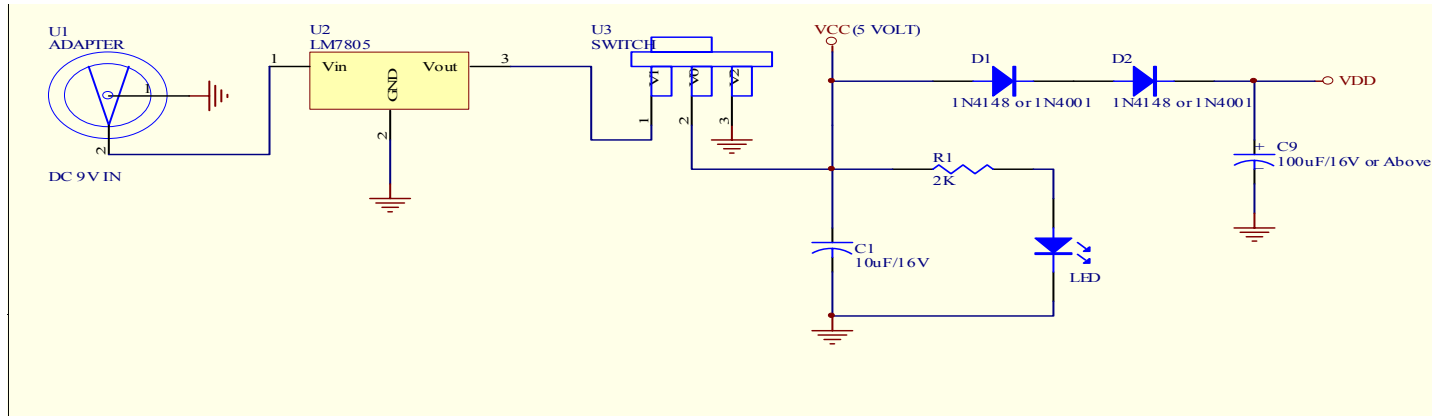 U1
ADAPTER
1
2
DC 9V IN
U2
LM7805
1
Vin
GND
Vout
3
2
U3
SWITCH
V1
V0
V2
1
2
3
VCC(5 VOLT)
D1
1N4148 or 1N4001
D2
1N4148 or 1N4001
VDD
R1
2K
C1
10uF/16V
LED
+
C9
100uF/16V or Above
−